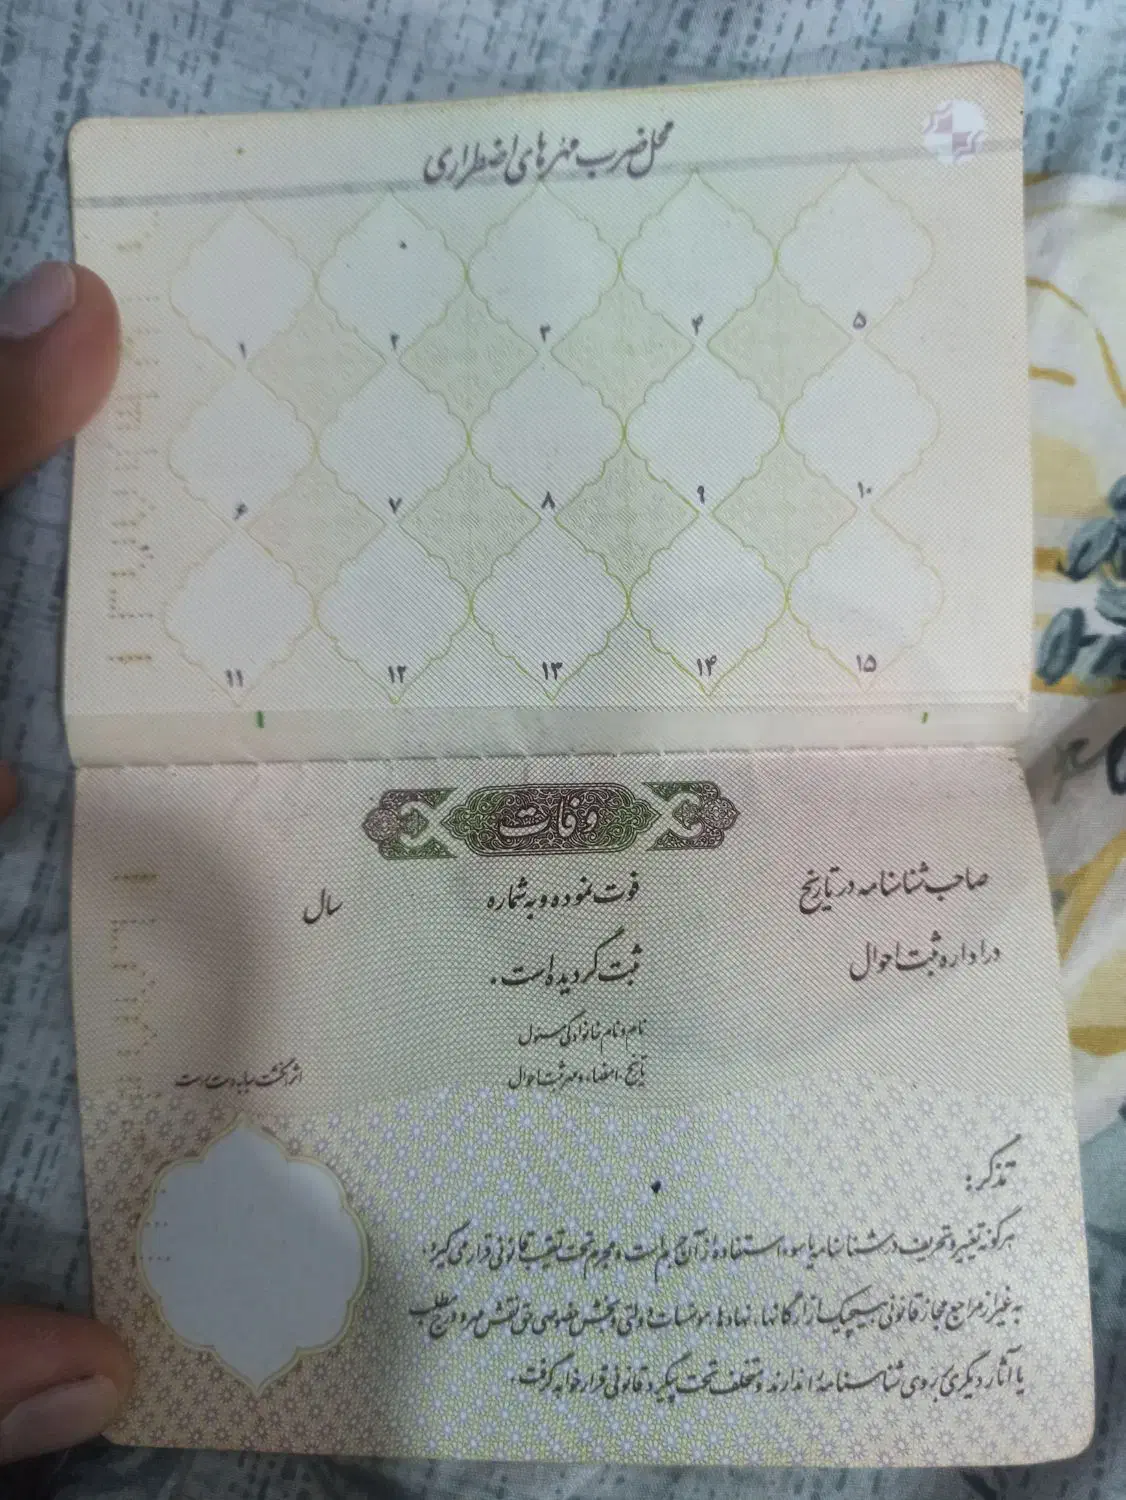 محل ضرب مهرهای اضطراری
۱ ۲ ۳ ۴ ۵
۶ ۷ ۸ ۹ ۱۰
۱۱ ۱۲ ۱۳ ۱۴ ۱۵
وفات
صاحب شناسنامه در تاریخ فوت نموده و به شماره سال
در اداره ثبت احوال ثبت گردیده است.
نام و نام خانوادگی مسئول
تاریخ، امضاء و مهر ثبت احوال
اثر انگشت سبابه دست راست
تذکر:
هرگونه تغییر و تحریف در شناسنامه یا سوء استفاده از آن جرم است و مجرم تحت تعقیب قانونی قرار می گیرد.
به غیر از مراجع مجاز قانونی هیچیک از ارگانها، نهادها، موسسات دولتی و بخش خصوصی حق نقش مهر و درج مطلب
یا آثار دیگری بر روی شناسنامه را ندارند و متخلف تحت پیگرد قانونی قرار خواهد گرفت.